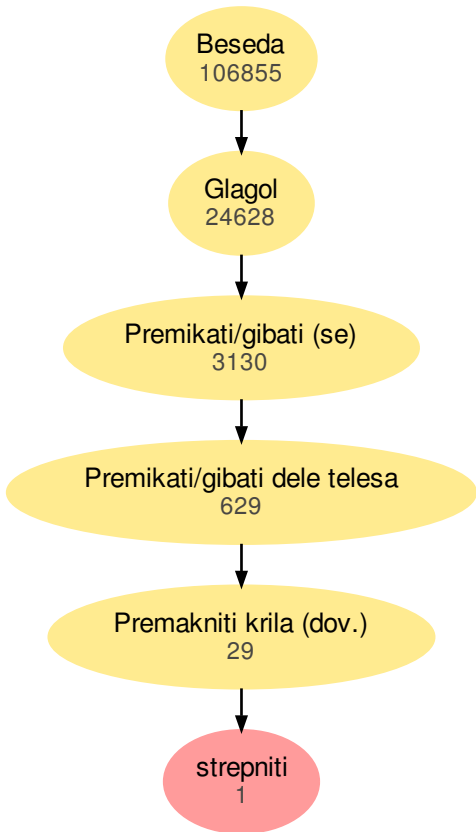 Beseda
106855
Glagol
24628
Premikati/gibati (se)
3130
Premikati/gibati dele telesa
629
Premakniti krila (dov.)
29
strepniti
1